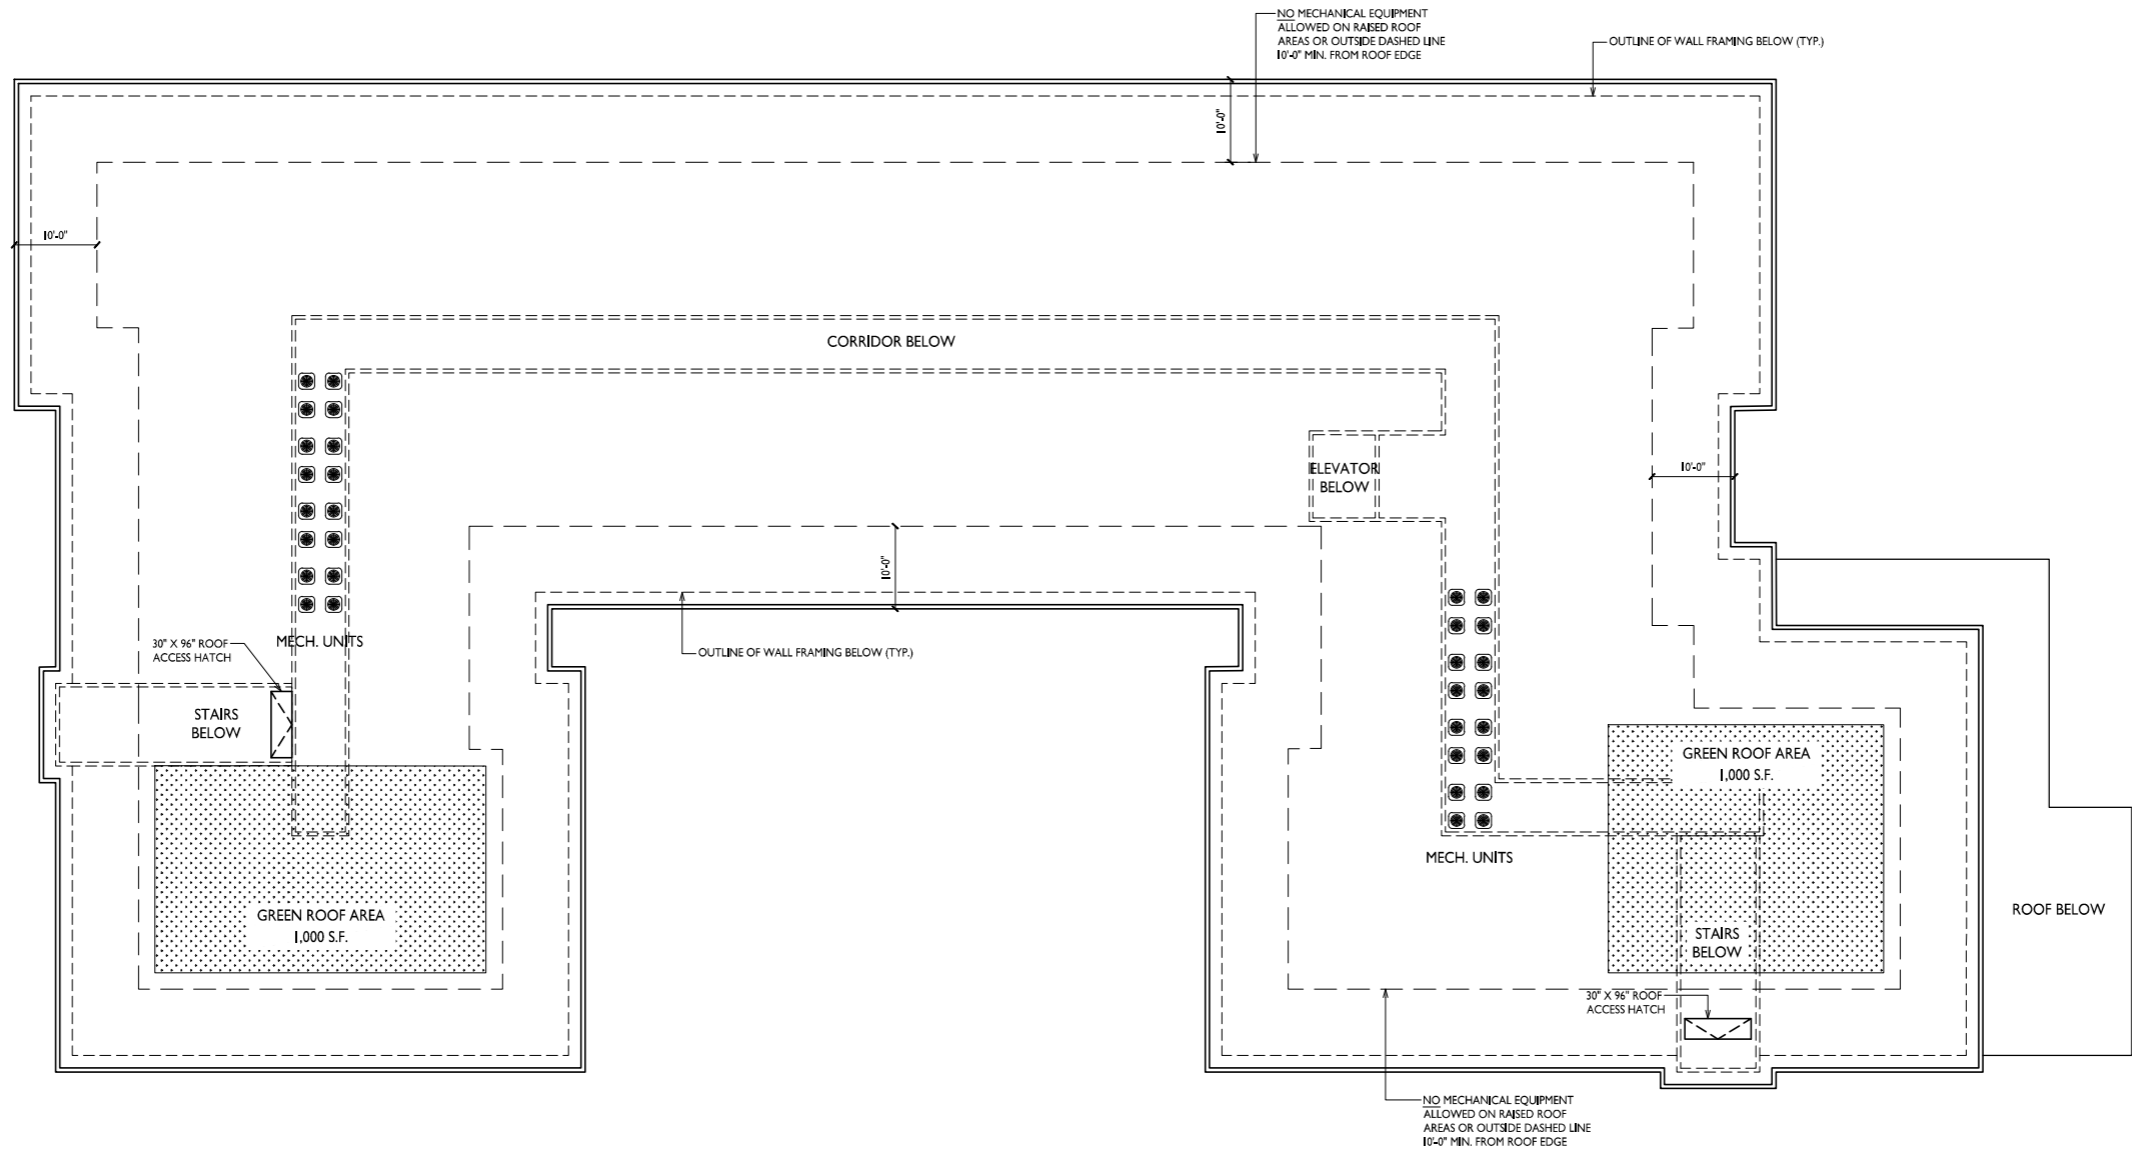 NO MECHANICAL EQUIPMENT
ALLOWED ON RAISED ROOF
AREAS OR OUTSIDE DASHED LINE
10'-0" MIN. FROM ROOF EDGE
OUTLINE OF WALL FRAMING BELOW (TYP.)
10'-0"
10'-0"
CORRIDOR BELOW
ELEVATOR
BELOW
10'-0"
10'-0"
MECH. UNITS
30" X 96" ROOF
ACCESS HATCH
OUTLINE OF WALL FRAMING BELOW (TYP.)
STAIRS
BELOW
GREEN ROOF AREA
1,000 S.F.
MECH. UNITS
GREEN ROOF AREA
1,000 S.F.
STAIRS
BELOW
ROOF BELOW
30" X 96" ROOF
ACCESS HATCH
NO MECHANICAL EQUIPMENT
ALLOWED ON RAISED ROOF
AREAS OR OUTSIDE DASHED LINE
10'-0" MIN. FROM ROOF EDGE